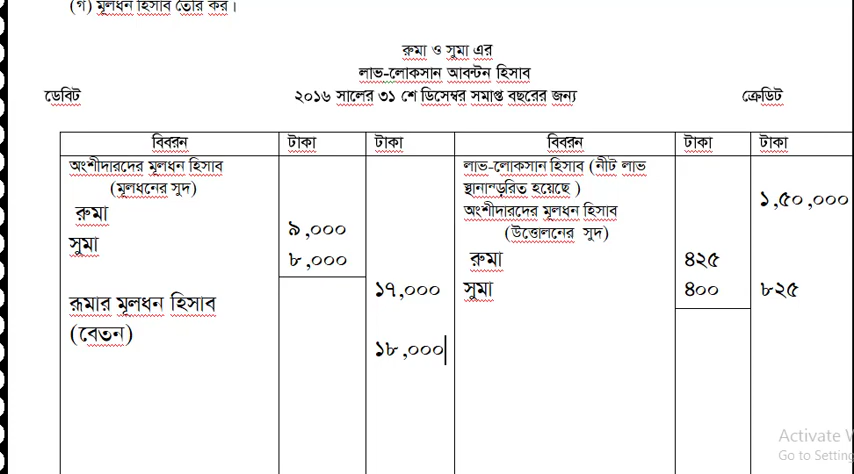 (গ) মূলধন হিসাব তৈরি কর।
রুমা ও সুমা এর
লাভ-লোকসান আবন্টন হিসাব
ডেবিট ২০১৬ সালের ৩১ শে ডিসেম্বর সমাপ্ত বছরের জন্য ক্রেডিট
বিবরন টাকা টাকা বিবরন টাকা টাকা
অংশীদারদের মূলধন হিসাব
(মূলধনের সুদ)
রুমা ৯,০০০
সুমা ৮,০০০
১৭,০০০
রূমার মূলধন হিসাব
(বেতন)
১৮,০০০
লাভ-লোকসান হিসাব (নীট লাভ
স্থানান্ড়রিত হয়েছে )
১,৫০,০০০
অংশীদারদের মূলধন হিসাব
(উত্তোলনের সুদ)
রুমা ৪২৫
সুমা ৪০০ ৮২৫
Activate
Go to Setting